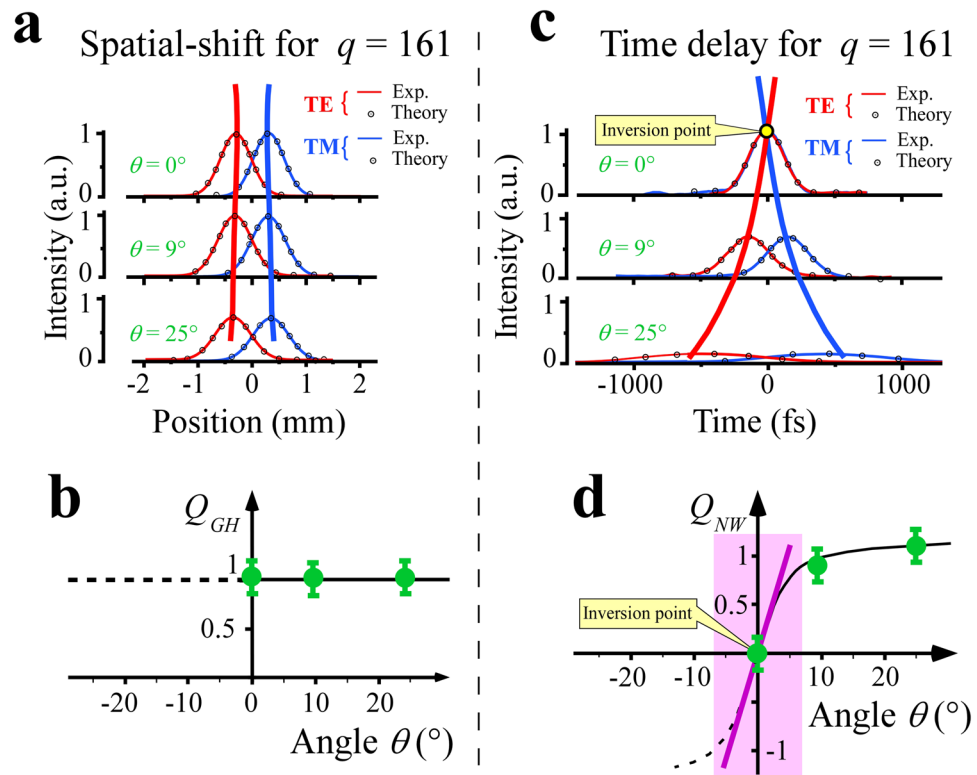 a
Spatial-shift for q = 161
TE { Exp.
Theory
TM { Exp.
Theory
Intensity (a.u.)
1
0
θ = 0°
1
0
θ = 9°
1
0
θ = 25°
-2 -1 0 1 2
Position (mm)
c
Time delay for q = 161
TE { Exp.
Theory
TM { Exp.
Theory
Inversion point
Intensity (a.u.)
1
0
θ = 0°
1
0
θ = 9°
1
0
θ = 25°
-1000 0 1000
Time (fs)
b
Q_GH
1
0.5
-20 -10 0 10 20
Angle θ (°)
d
Q_NW
1
0.5
Inversion point
-20 -10 10 20
Angle θ (°)
-1